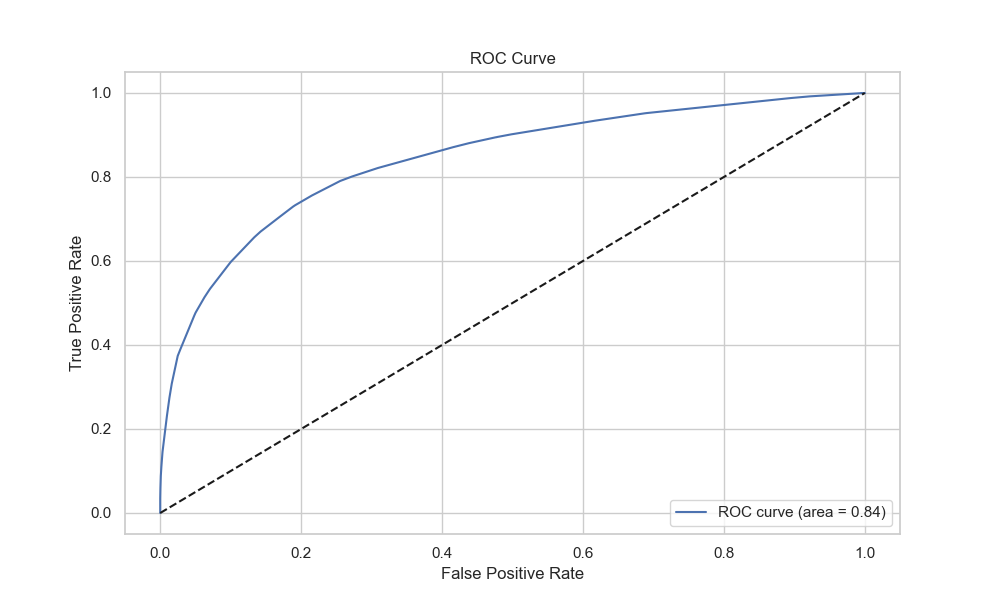 ROC Curve
1.0
0.8
0.6
0.4
0.2
0.0
True Positive Rate
ROC curve (area = 0.84)
0.0 0.2 0.4 0.6 0.8 1.0
False Positive Rate